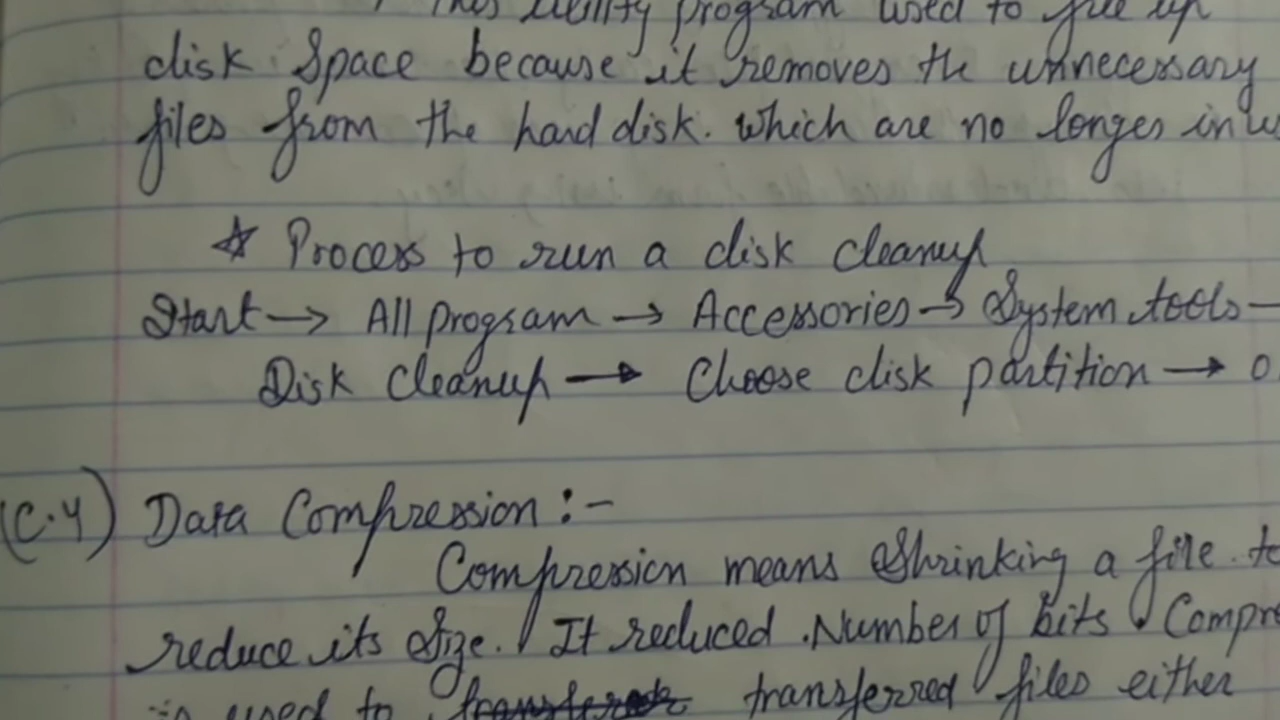 This utility program used to free up
disk Space because it removes the unnecessary
files from the hard disk. which are no longer in
☆ Process to run a disk cleanup
Start → All program → Accessories → System tools →
Disk cleanup → Choose disk partition →
(C.4) Data Compression :-
Compression means Shrinking a file to
reduce its Size. It reduced Number of bits Compre
is used to transferred files either